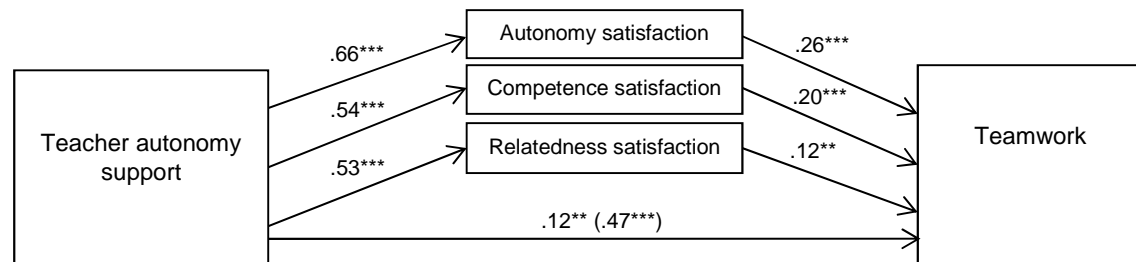 Autonomy satisfaction
.66***
.26***
Competence satisfaction
.54***
.20***
Teacher autonomy
support
Teamwork
Relatedness satisfaction
.53***
.12**
.12** (.47***)